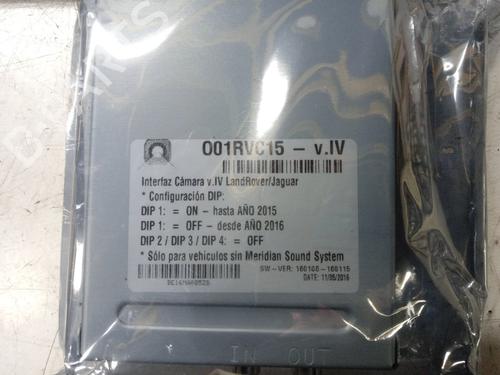 001RVC15 - v.IV
Interfaz Cámara v.IV LandRover/Jaguar
* Configuración DIP:
DIP 1: = ON - hasta AÑO 2015
DIP 1: = OFF - desde AÑO 2016
DIP 2 / DIP 3 / DIP 4: = OFF
* Sólo para vehículos sin Meridian Sound System
SW-VER: 160108-160115
DATE: 11/05/2016
IN OUT